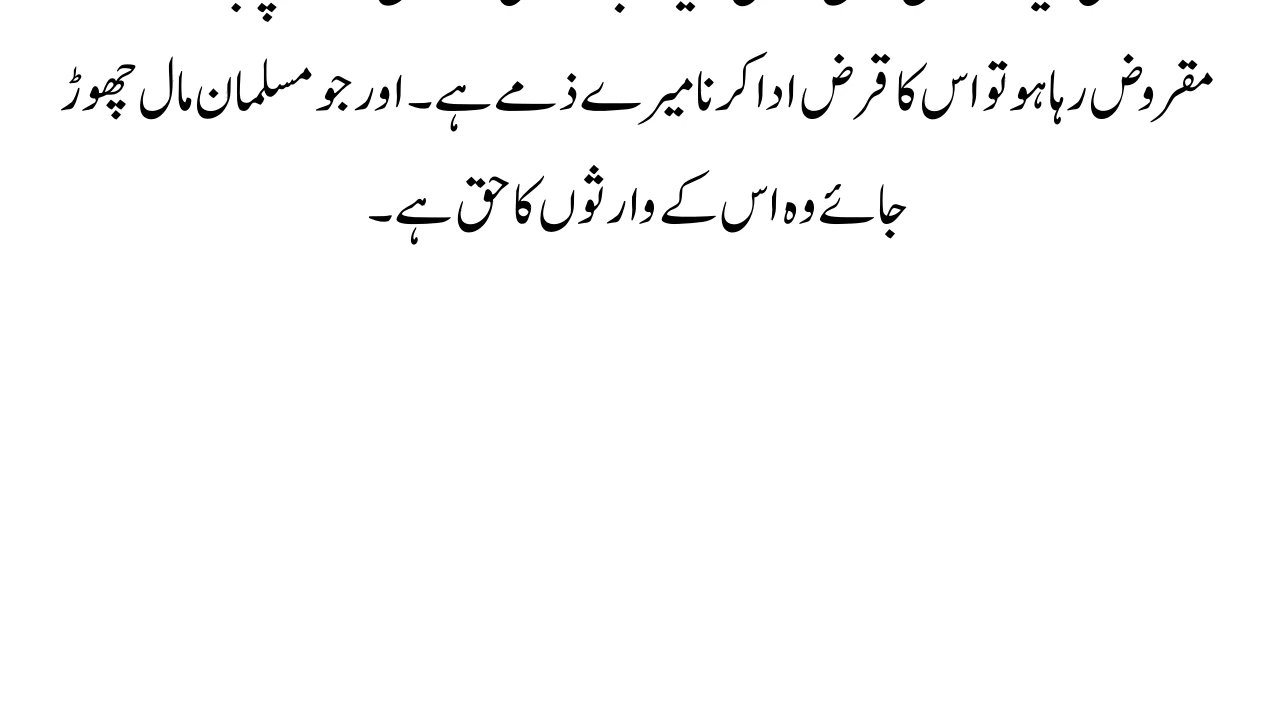 مقروض رہا ہو تو اس کا قرض ادا کرنا میرے ذمے ہے۔ اور جو مسلمان مال چھوڑ
جائے وہ اس کے وارثوں کا حق ہے۔